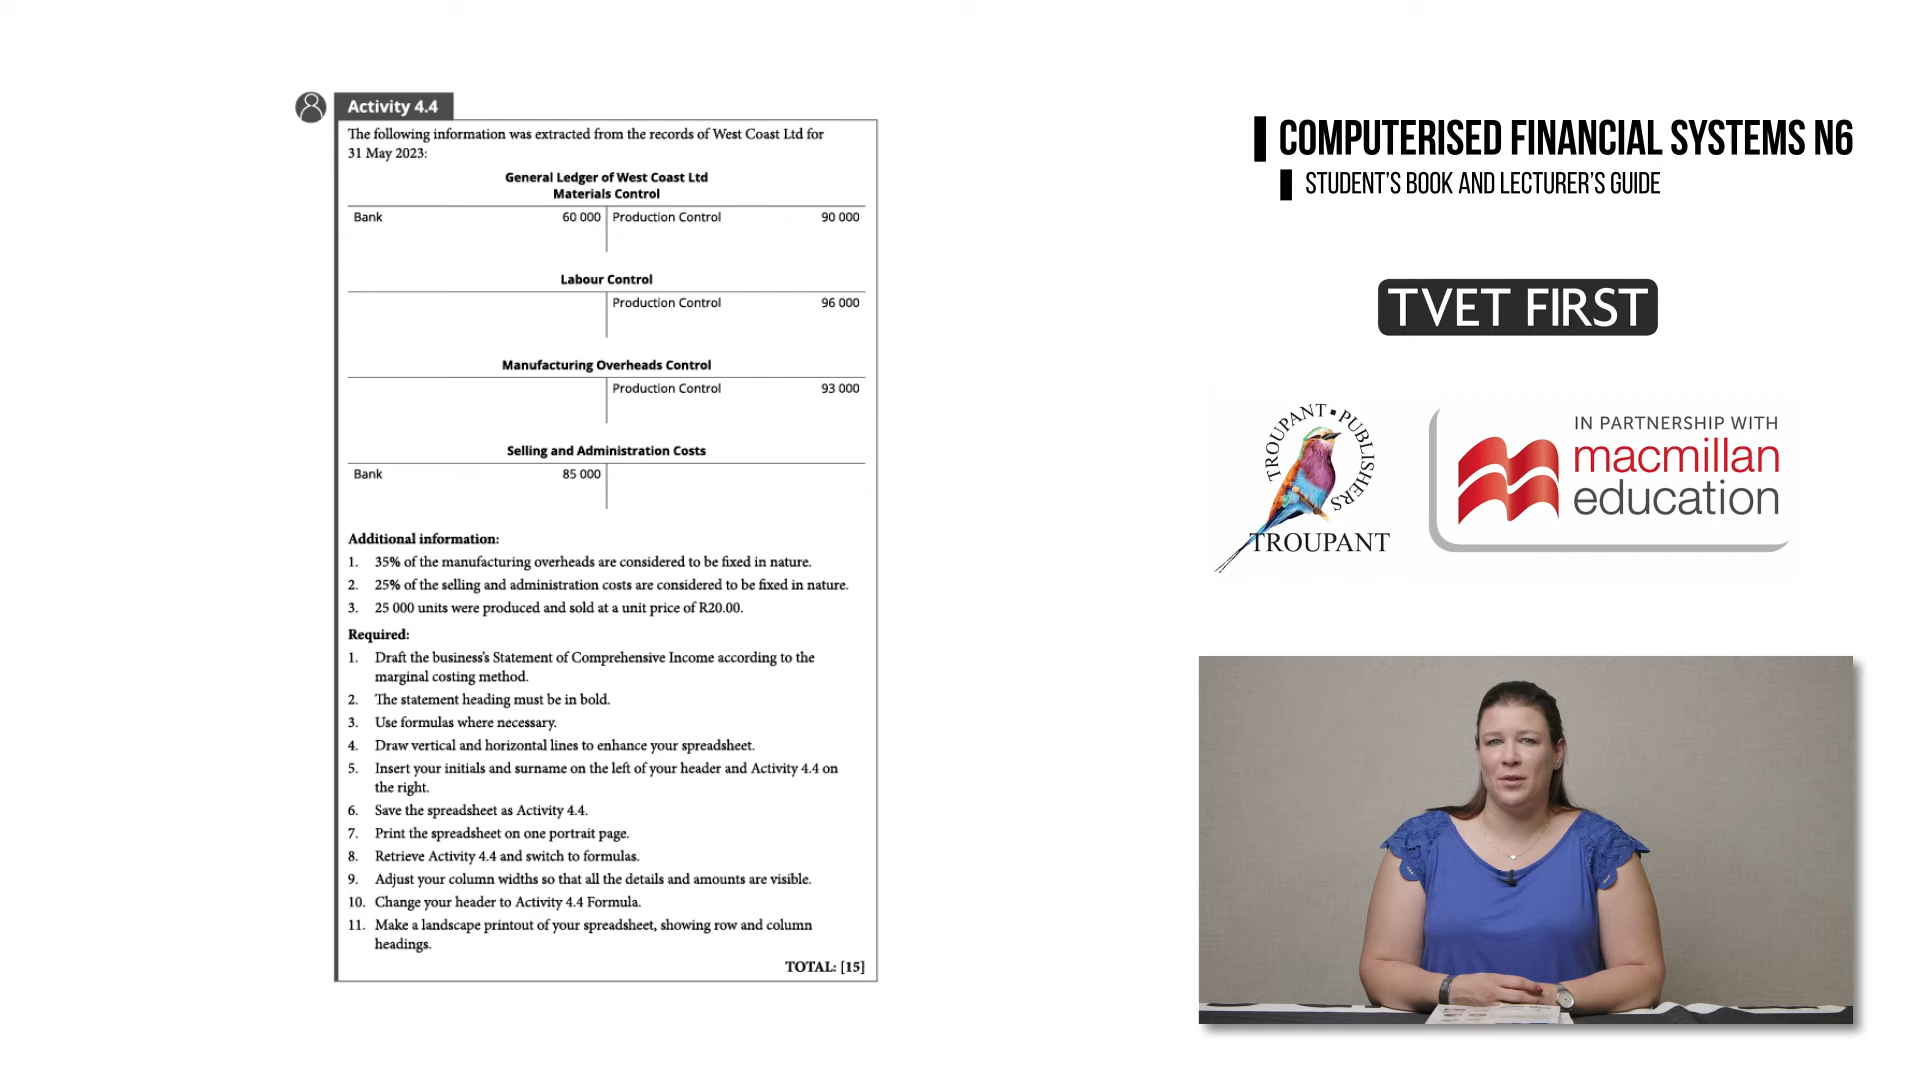 Activity 4.4
The following information was extracted from the records of West Coast Ltd for
31 May 2023:
General Ledger of West Coast Ltd
Materials Control
Bank 60 000 Production Control 90 000
Labour Control
Production Control 96 000
Manufacturing Overheads Control
Production Control 93 000
Selling and Administration Costs
Bank 85 000
Additional information:
1. 35% of the manufacturing overheads are considered to be fixed in nature.
2. 25% of the selling and administration costs are considered to be fixed in nature.
3. 25 000 units were produced and sold at a unit price of R20.00.
Required:
1. Draft the business's Statement of Comprehensive Income according to the
marginal costing method.
2. The statement heading must be in bold.
3. Use formulas where necessary.
4. Draw vertical and horizontal lines to enhance your spreadsheet.
5. Insert your initials and surname on the left of your header and Activity 4.4 on
the right.
6. Save the spreadsheet as Activity 4.4.
7. Print the spreadsheet on one portrait page.
8. Retrieve Activity 4.4 and switch to formulas.
9. Adjust your column widths so that all the details and amounts are visible.
10. Change your header to Activity 4.4 Formula.
11. Make a landscape printout of your spreadsheet, showing row and column
headings.
TOTAL: [15]
COMPUTERISED FINANCIAL SYSTEMS N6
STUDENT'S BOOK AND LECTURER'S GUIDE
TVET FIRST
TROUPANT ▪ PUBLISHERS
TROUPANT
IN PARTNERSHIP WITH
macmillan
education